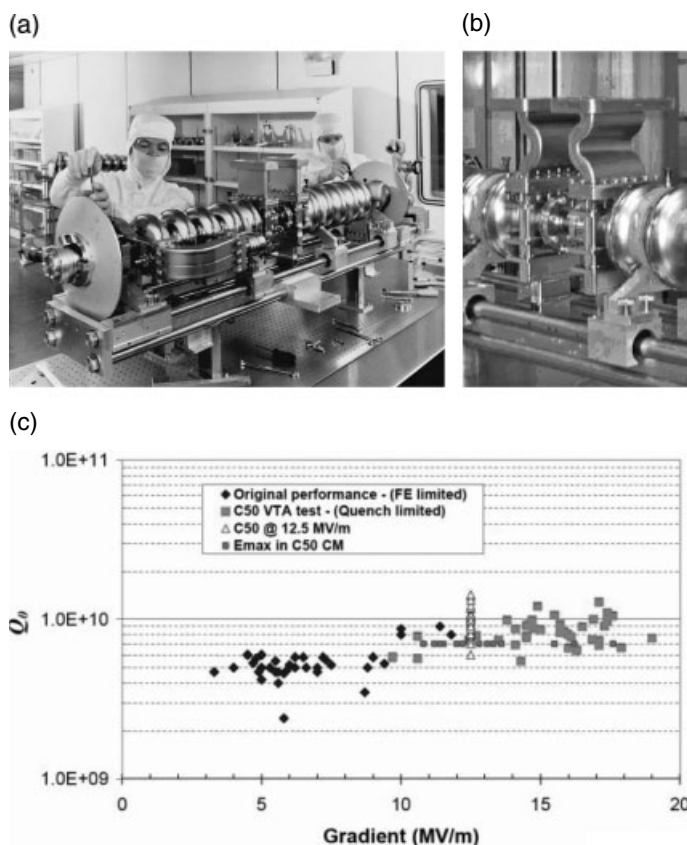 (a)
(b)
(c)
1.0E+11
Original performance - (FE limited)
C50 VTA test - (Quench limited)
C50 @ 12.5 MV/m
Emax in C50 CM
1.0E+10
Q₀
1.0E+09
0
5
10
15
20
Gradient (MV/m)